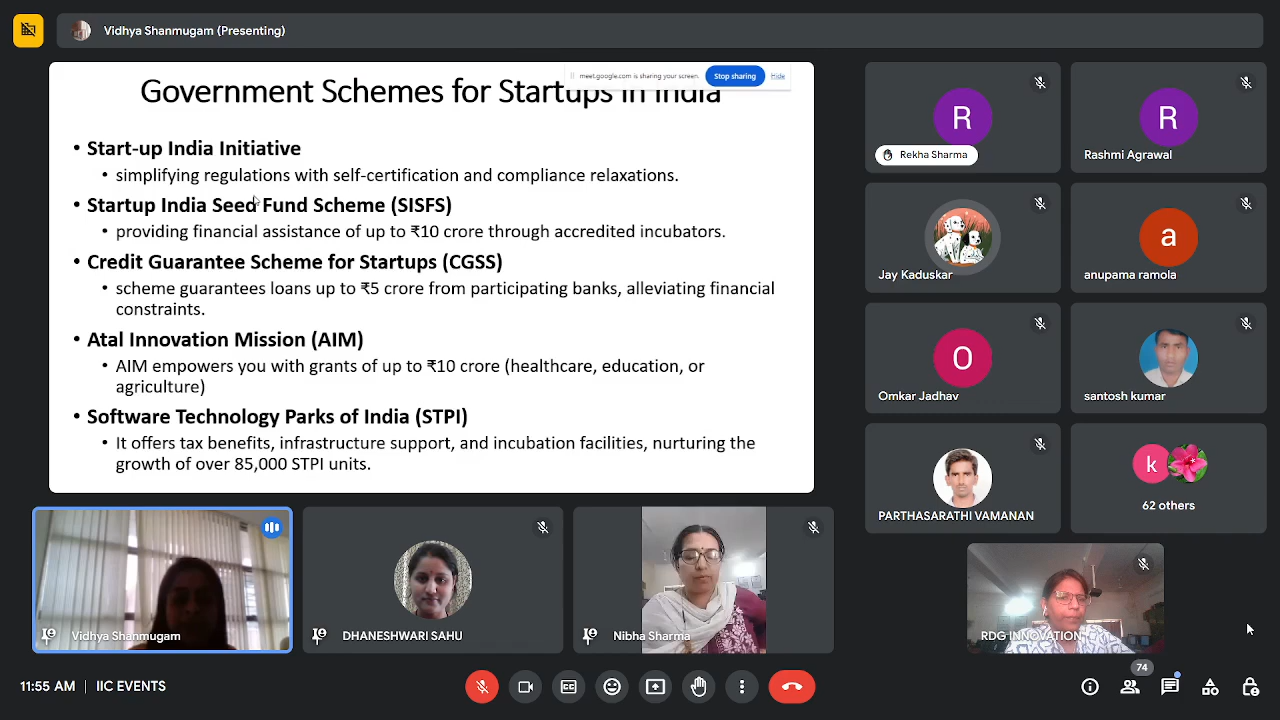 Vidhya Shanmugam (Presenting)
meet.google.com is sharing your screen.
Stop sharing
Hide
Government Schemes for Startups in India
• Start-up India Initiative
• simplifying regulations with self-certification and compliance relaxations.
• Startup India Seed Fund Scheme (SISFS)
• providing financial assistance of up to ₹10 crore through accredited incubators.
• Credit Guarantee Scheme for Startups (CGSS)
• scheme guarantees loans up to ₹5 crore from participating banks, alleviating financial
constraints.
• Atal Innovation Mission (AIM)
• AIM empowers you with grants of up to ₹10 crore (healthcare, education, or
agriculture)
• Software Technology Parks of India (STPI)
• It offers tax benefits, infrastructure support, and incubation facilities, nurturing the
growth of over 85,000 STPI units.
R
Rekha Sharma
R
Rashmi Agrawal
Jay Kaduskar
a
anupama ramola
O
Omkar Jadhav
santosh kumar
PARTHASARATHI VAMANAN
k
62 others
Vidhya Shanmugam
DHANESHWARI SAHU
Nibha Sharma
RDG INNOVATION
11:55 AM | IIC EVENTS
74